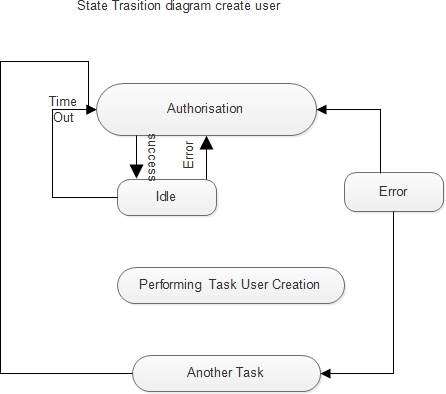 State Trasition diagram create user
Time
Out
Authorisation
success
Error
Idle
Error
Performing Task User Creation
Another Task